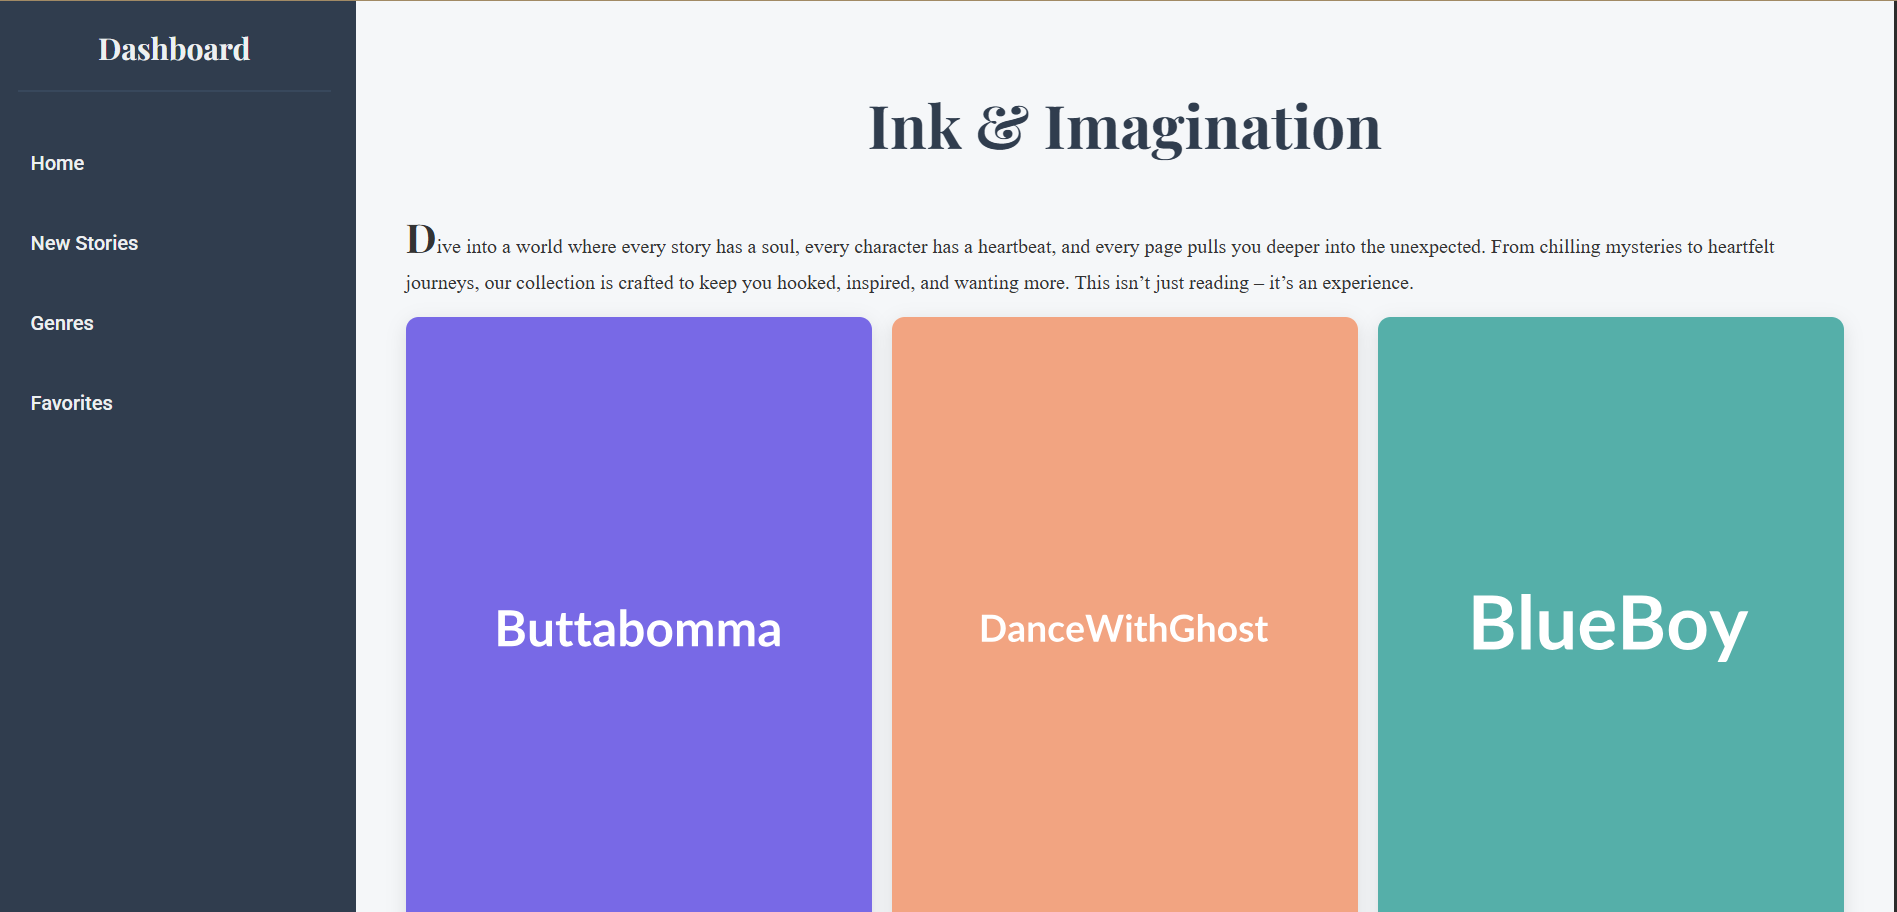 Dashboard
Home
New Stories
Genres
Favorites
Ink & Imagination
Dive into a world where every story has a soul, every character has a heartbeat, and every page pulls you deeper into the unexpected. From chilling mysteries to heartfelt
journeys, our collection is crafted to keep you hooked, inspired, and wanting more. This isn’t just reading – it’s an experience.
Buttabomma
DanceWithGhost
BlueBoy